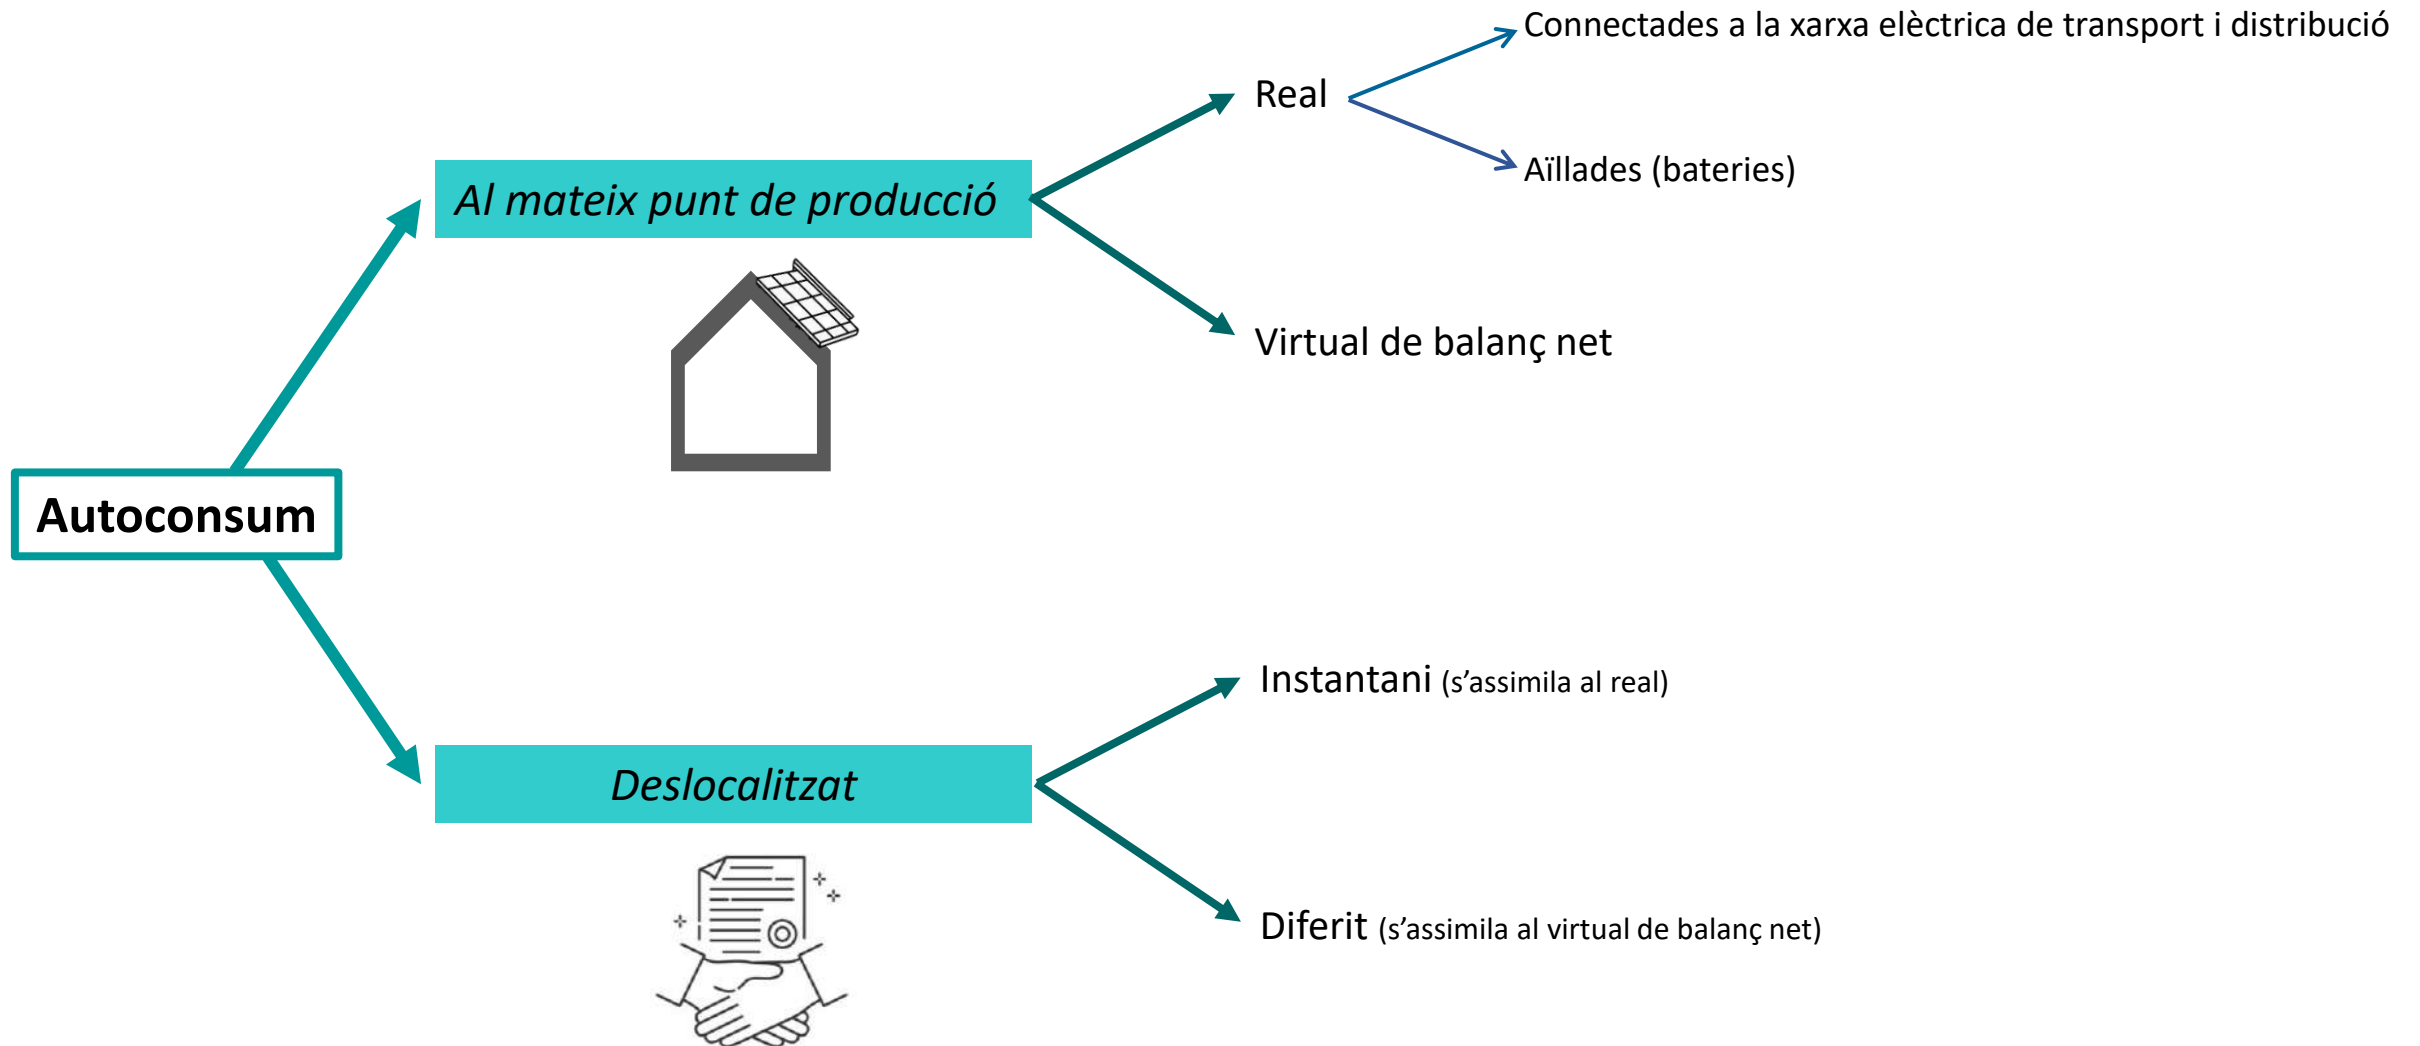 Connectades a la xarxa elèctrica de transport i distribució
Real
Aïllades (bateries)
Al mateix punt de producció
Virtual de balanç net
Autoconsum
Instantani (s’assimila al real)
Deslocalitzat
Diferit (s’assimila al virtual de balanç net)